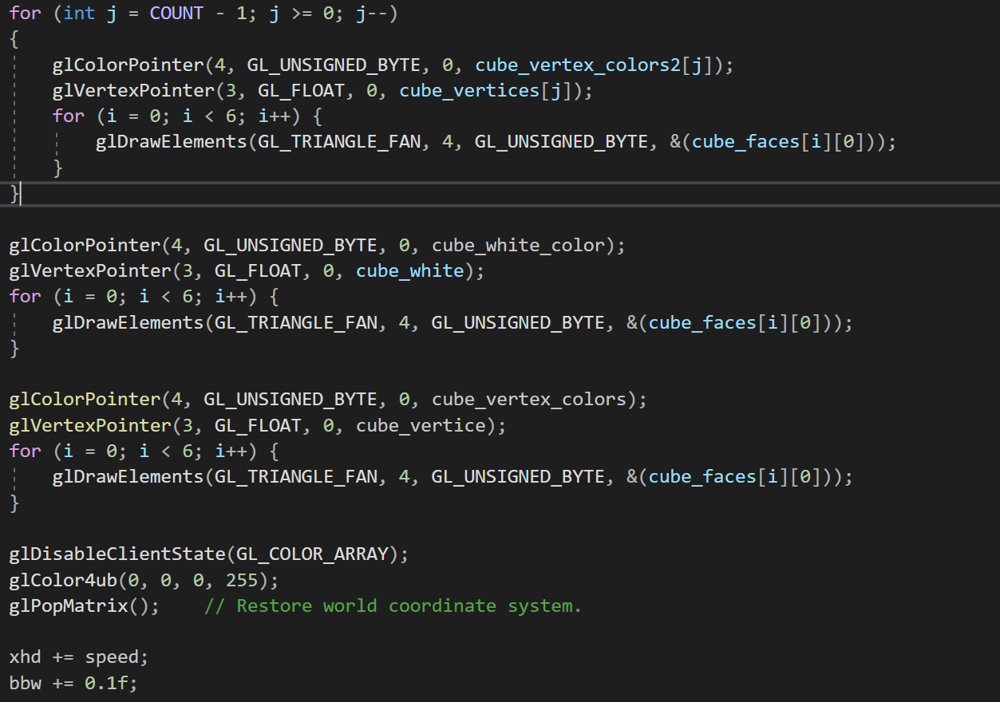 for (int j = COUNT - 1; j >= 0; j--)
{
    glColorPointer(4, GL_UNSIGNED_BYTE, 0, cube_vertex_colors2[j]);
    glVertexPointer(3, GL_FLOAT, 0, cube_vertices[j]);
    for (i = 0; i < 6; i++) {
        glDrawElements(GL_TRIANGLE_FAN, 4, GL_UNSIGNED_BYTE, &(cube_faces[i][0]));
    }
}

glColorPointer(4, GL_UNSIGNED_BYTE, 0, cube_white_color);
glVertexPointer(3, GL_FLOAT, 0, cube_white);
for (i = 0; i < 6; i++) {
    glDrawElements(GL_TRIANGLE_FAN, 4, GL_UNSIGNED_BYTE, &(cube_faces[i][0]));
}

glColorPointer(4, GL_UNSIGNED_BYTE, 0, cube_vertex_colors);
glVertexPointer(3, GL_FLOAT, 0, cube_vertice);
for (i = 0; i < 6; i++) {
    glDrawElements(GL_TRIANGLE_FAN, 4, GL_UNSIGNED_BYTE, &(cube_faces[i][0]));
}

glDisableClientState(GL_COLOR_ARRAY);
glColor4ub(0, 0, 0, 255);
glPopMatrix();    // Restore world coordinate system.

xhd += speed;
bbw += 0.1f;